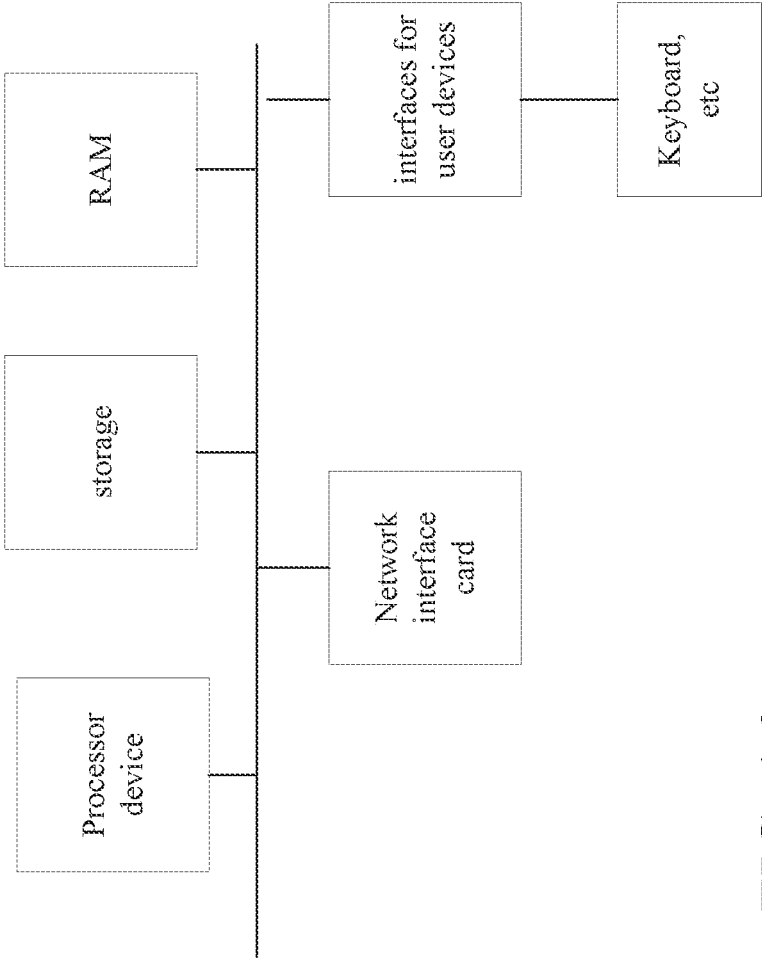 Processor
device
storage
RAM
Network
interface
card
interfaces for
user devices
Keyboard,
etc